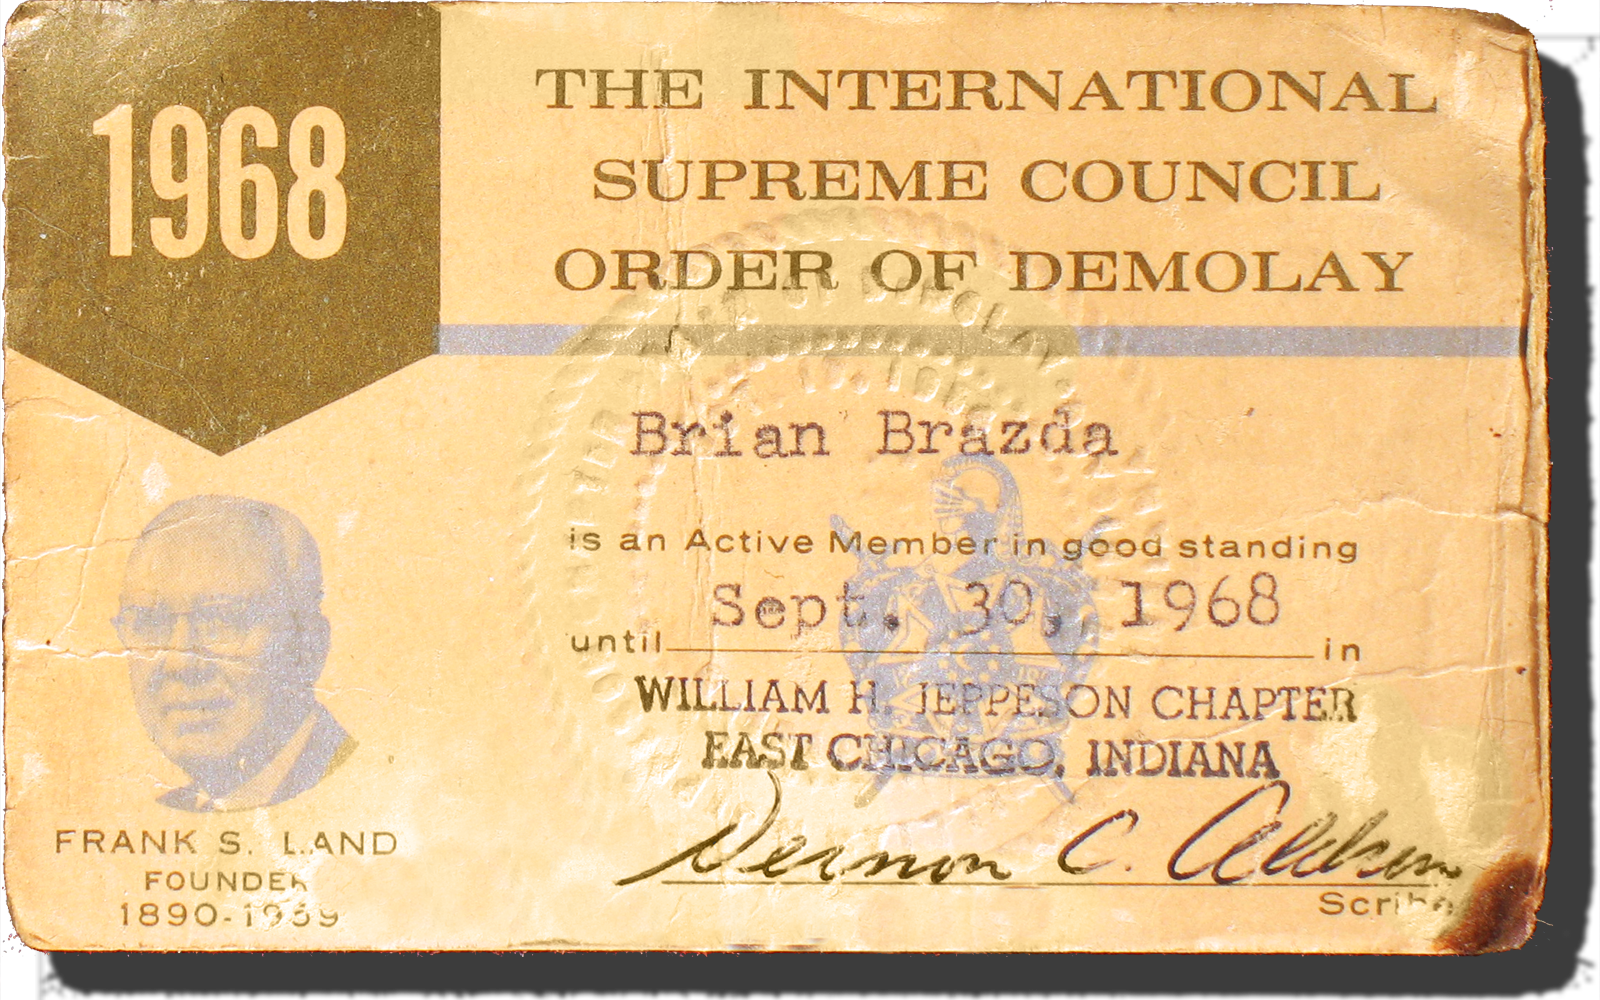 1968
THE INTERNATIONAL
SUPREME COUNCIL
ORDER OF DEMOLAY
Brian Brazda
is an Active Member in good standing
until Sept. 30, 1968 in
WILLIAM H. JEPPESON CHAPTER
EAST CHICAGO, INDIANA
Vernon C.
Scribe
FRANK S. LAND
FOUNDER
1890-1959